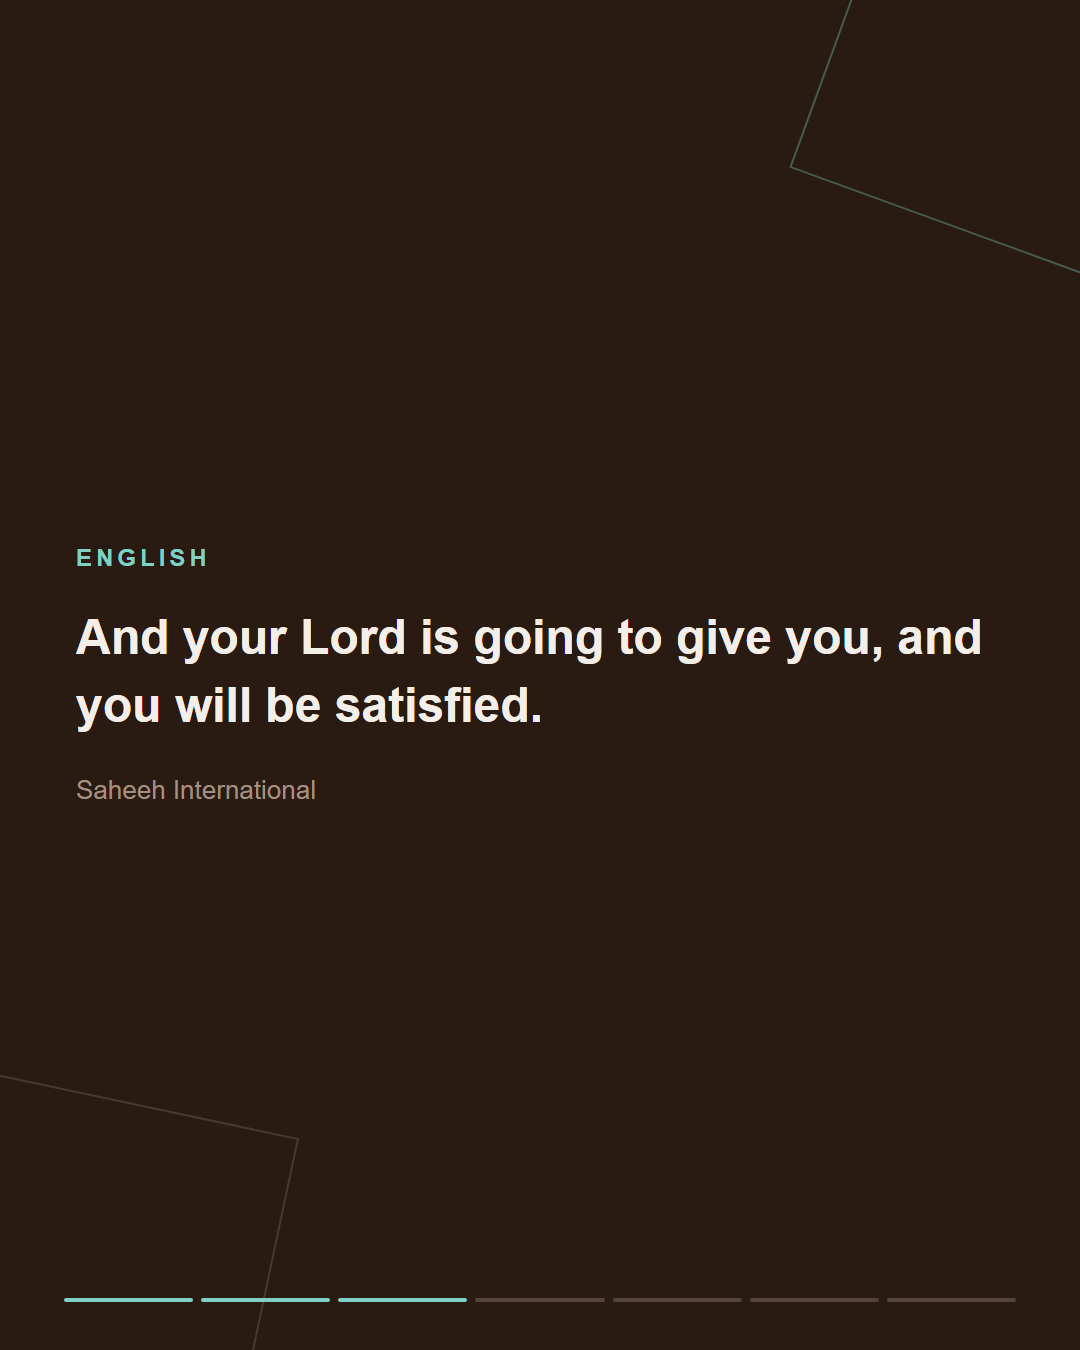 ENGLISH
And your Lord is going to give you, and
you will be satisfied.
Saheeh International